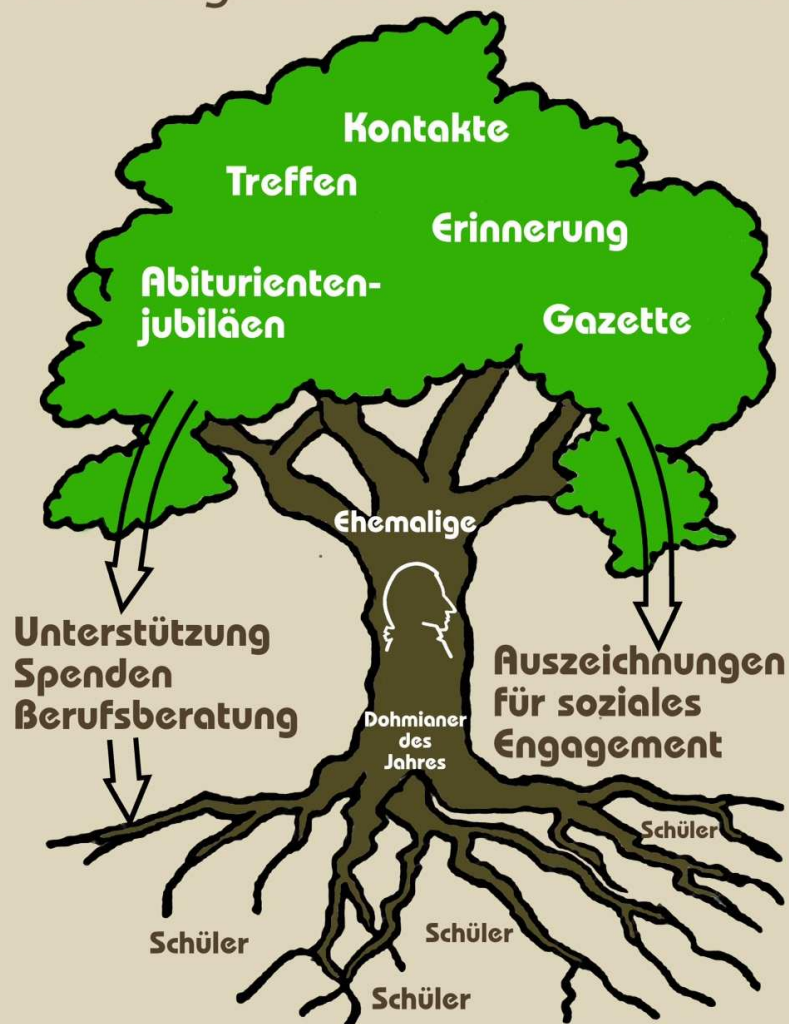 Kontakte
Treffen
Erinnerung
Abiturienten-
jubiläen
Gazette
Ehemalige
Unterstützung
Spenden
Berufsberatung
Auszeichnungen
für soziales
Engagement
Dohmianer
des
Jahres
Schüler
Schüler
Schüler
Schüler